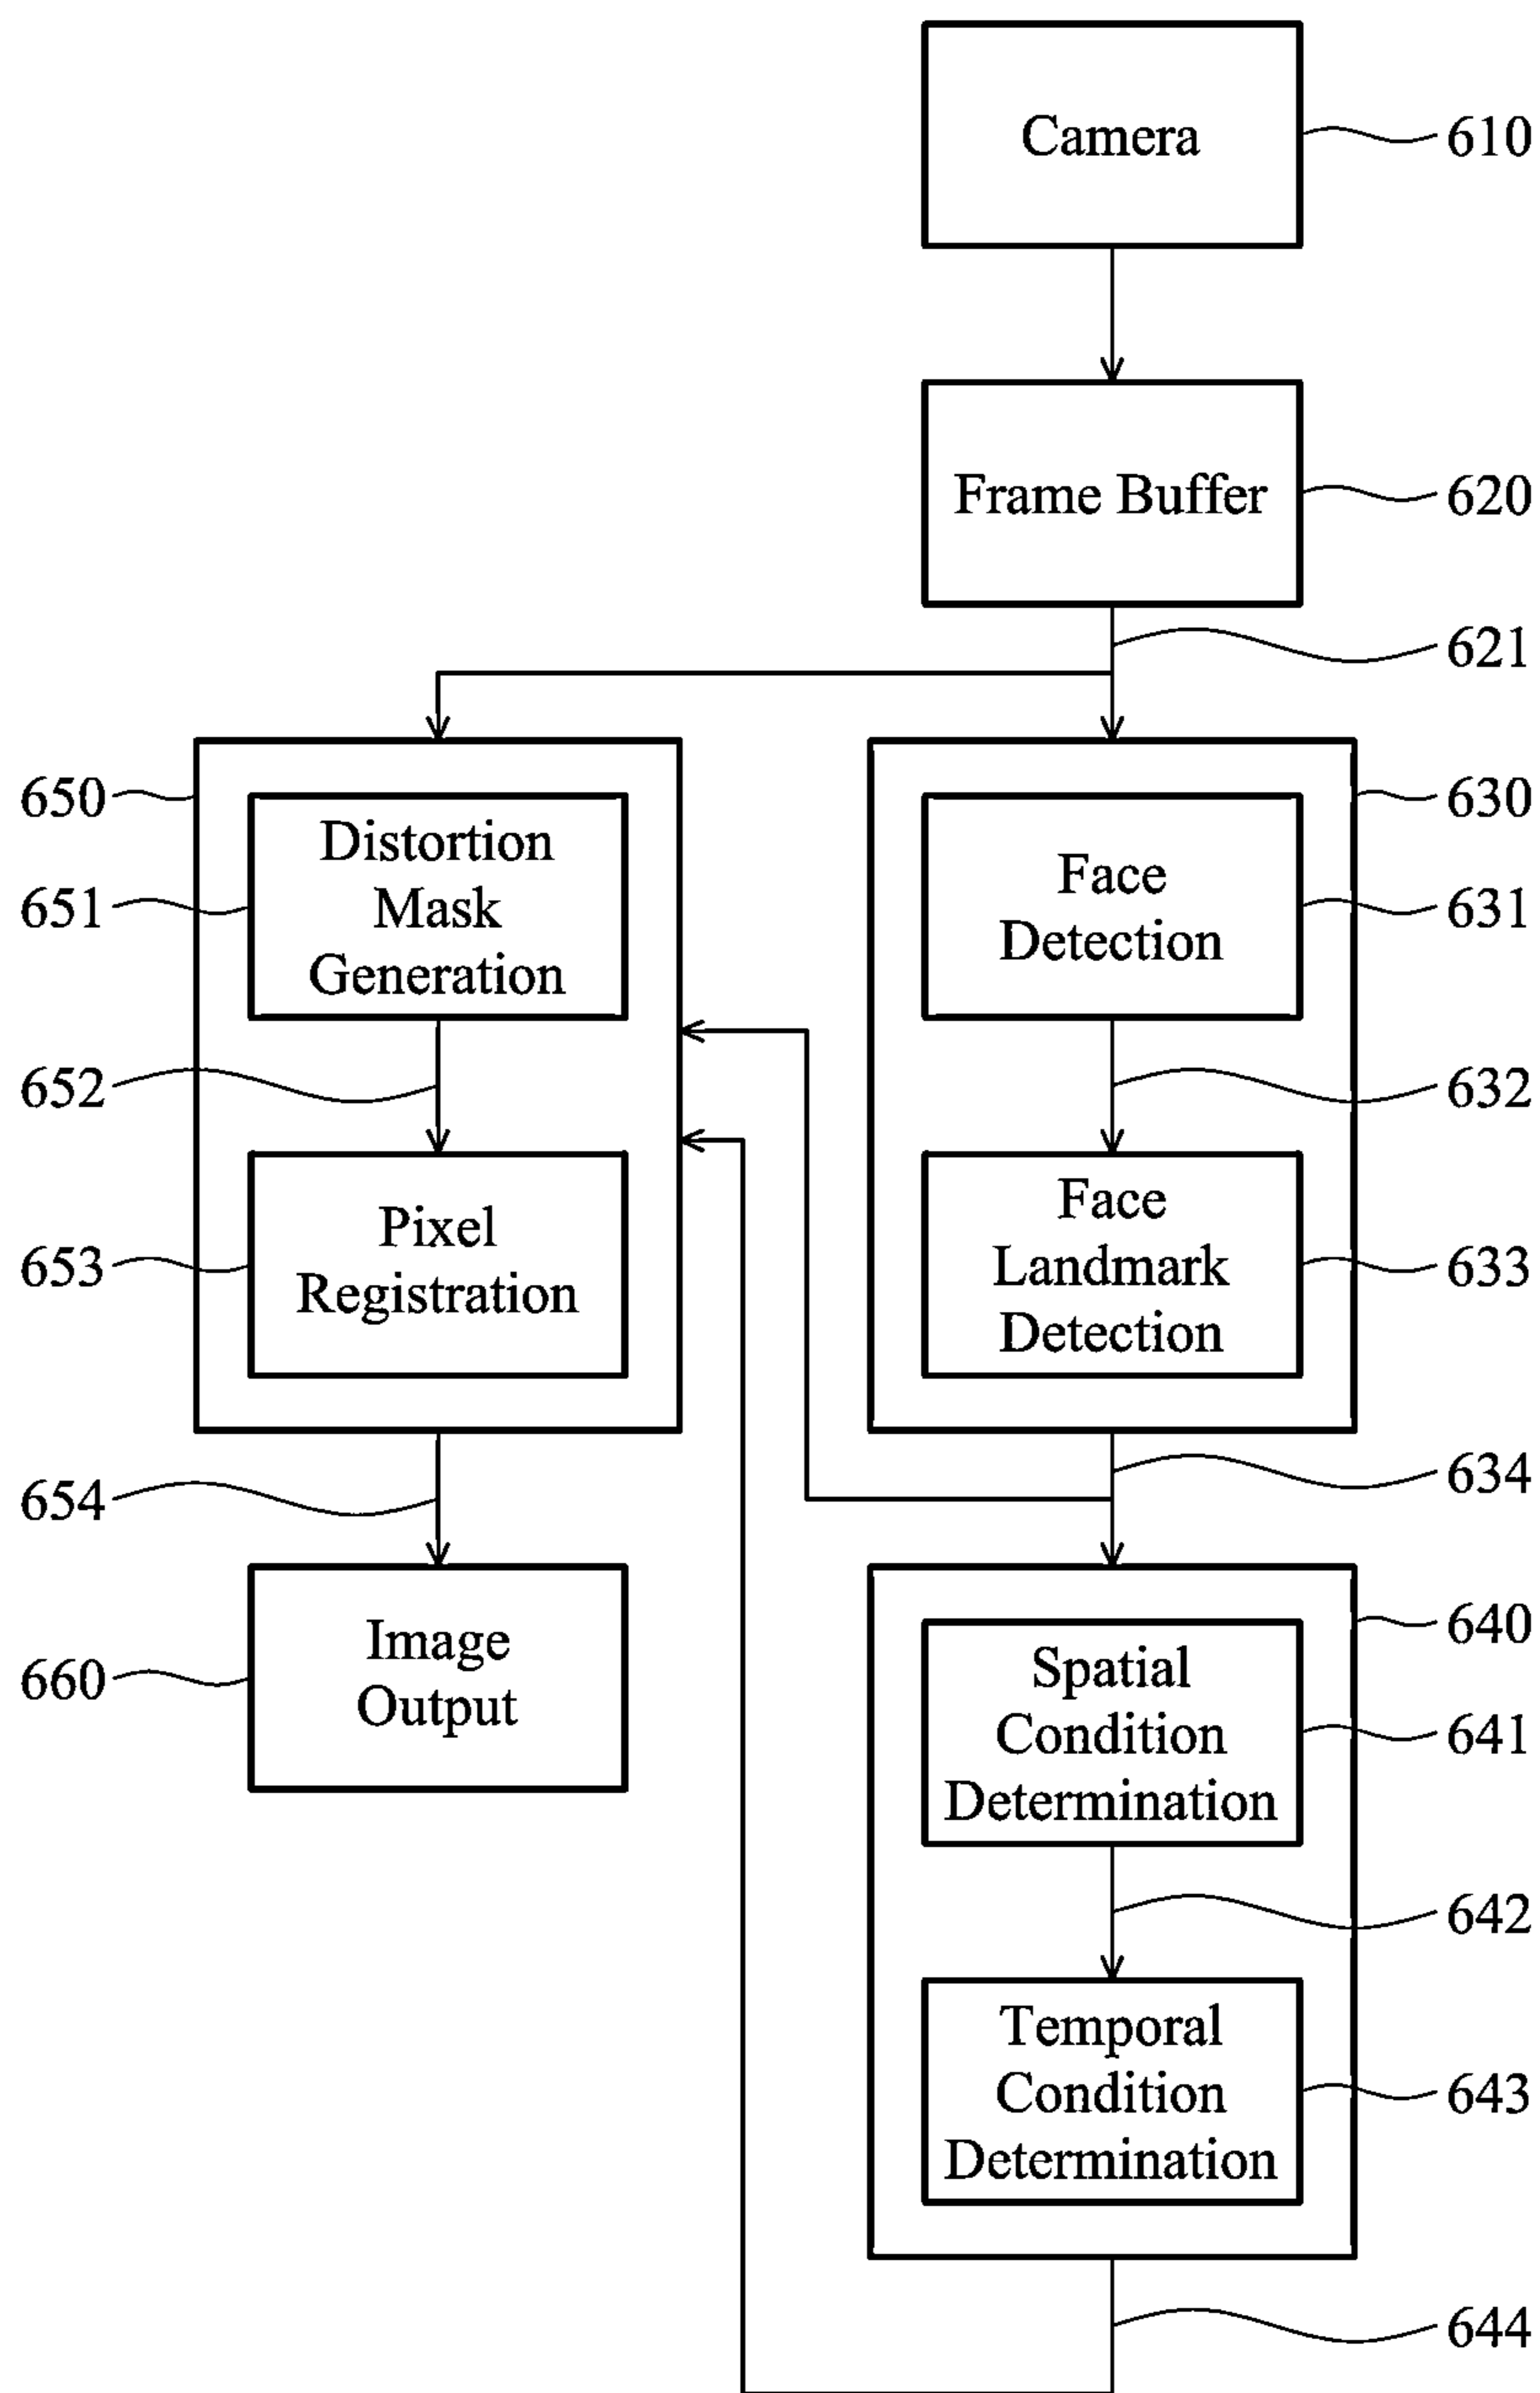 Camera
610
Frame Buffer
620
621
650
630
Distortion
Mask
Generation
651
Face
Detection
631
652
632
Pixel
Registration
653
Face
Landmark
Detection
633
654
634
Image
Output
660
640
Spatial
Condition
Determination
641
642
Temporal
Condition
Determination
643
644